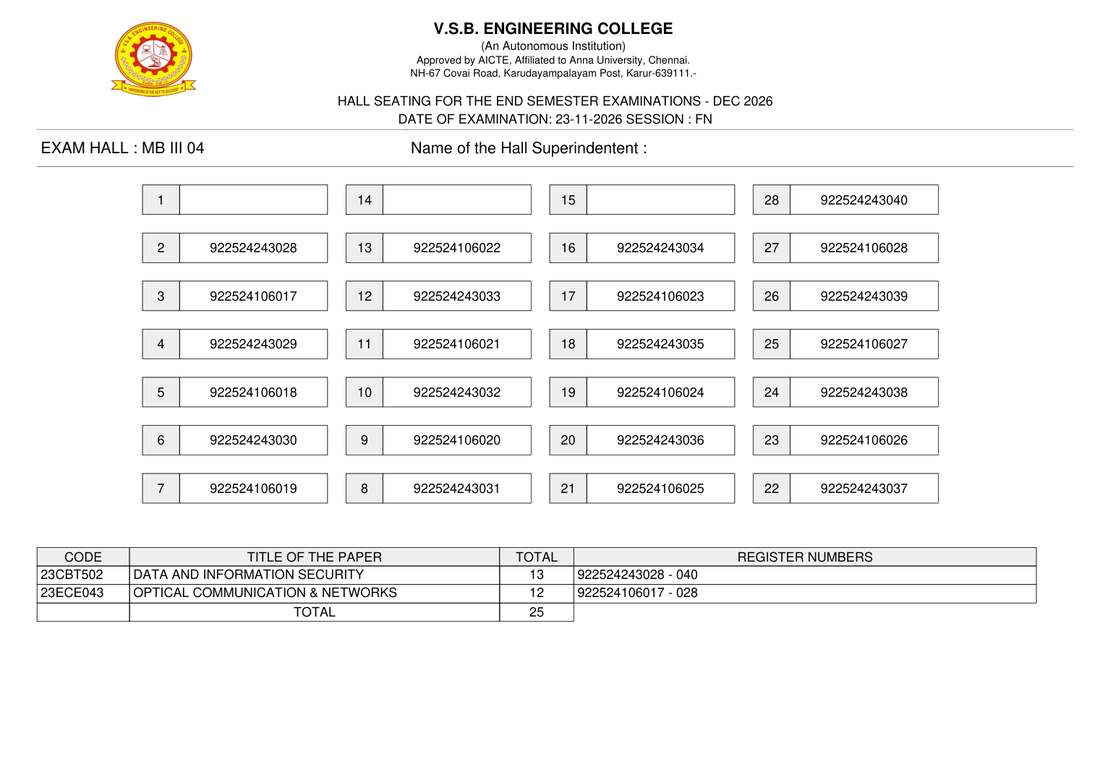 V.S.B. ENGINEERING COLLEGE
(An Autonomous Institution)
Approved by AICTE, Affiliated to Anna University, Chennai.
NH-67 Covai Road, Karudayampalayam Post, Karur-639111.-
HALL SEATING FOR THE END SEMESTER EXAMINATIONS - DEC 2026
DATE OF EXAMINATION: 23-11-2026 SESSION : FN
EXAM HALL : MB III 04 Name of the Hall Superindentent :
1 14 15 28 922524243040
2 922524243028 13 922524106022 16 922524243034 27 922524106028
3 922524106017 12 922524243033 17 922524106023 26 922524243039
4 922524243029 11 922524106021 18 922524243035 25 922524106027
5 922524106018 10 922524243032 19 922524106024 24 922524243038
6 922524243030 9 922524106020 20 922524243036 23 922524106026
7 922524106019 8 922524243031 21 922524106025 22 922524243037
CODE TITLE OF THE PAPER TOTAL REGISTER NUMBERS
23CBT502 DATA AND INFORMATION SECURITY 13 922524243028 - 040
23ECE043 OPTICAL COMMUNICATION & NETWORKS 12 922524106017 - 028
TOTAL 25